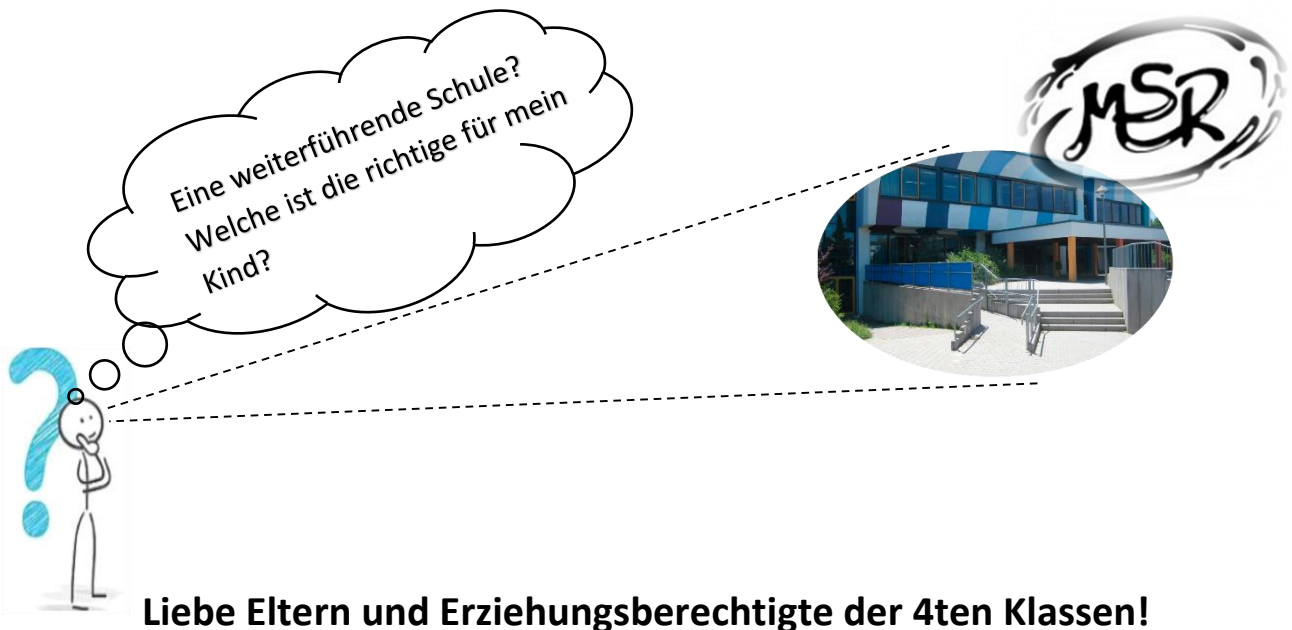 Eine weiterführende Schule?
Welche ist die richtige für mein
Kind?
MSR
Liebe Eltern und Erziehungsberechtigte der 4ten Klassen!